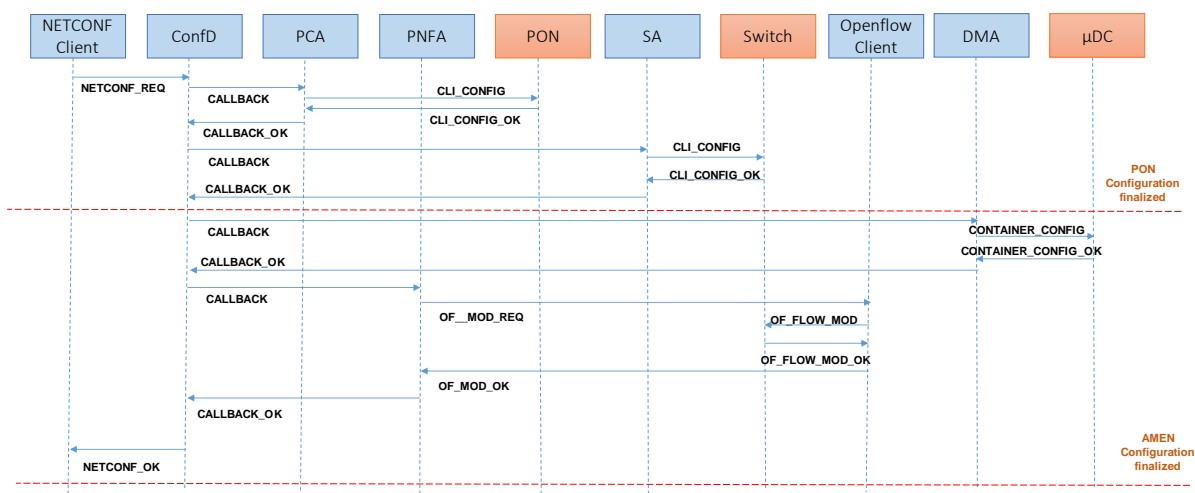 NETCONF
Client
ConfD
PCA
PNFA
PON
SA
Switch
Openflow
Client
DMA
µDC
NETCONF_REQ
CALLBACK
CLI_CONFIG
CLI_CONFIG_OK
CALLBACK_OK
CALLBACK
CLI_CONFIG
CLI_CONFIG_OK
CALLBACK_OK
PON
Configuration
finalized
CALLBACK
CONTAINER_CONFIG
CONTAINER_CONFIG_OK
CALLBACK_OK
CALLBACK
OF__MOD_REQ
OF_FLOW_MOD
OF_FLOW_MOD_OK
OF_MOD_OK
CALLBACK_OK
AMEN
Configuration
finalized
NETCONF_OK